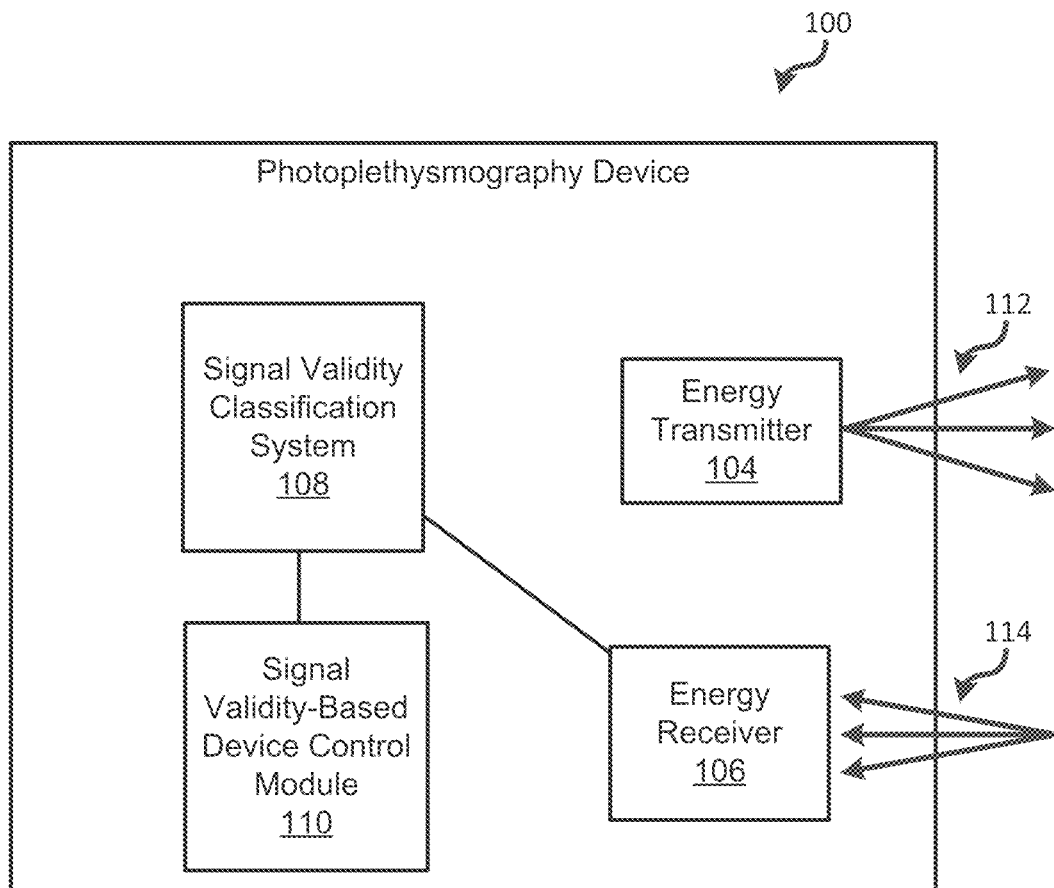 100
Photoplethysmography Device
112
Signal Validity
Classification
System
108
Energy
Transmitter
104
114
Signal
Validity-Based
Device Control
Module
110
Energy
Receiver
106